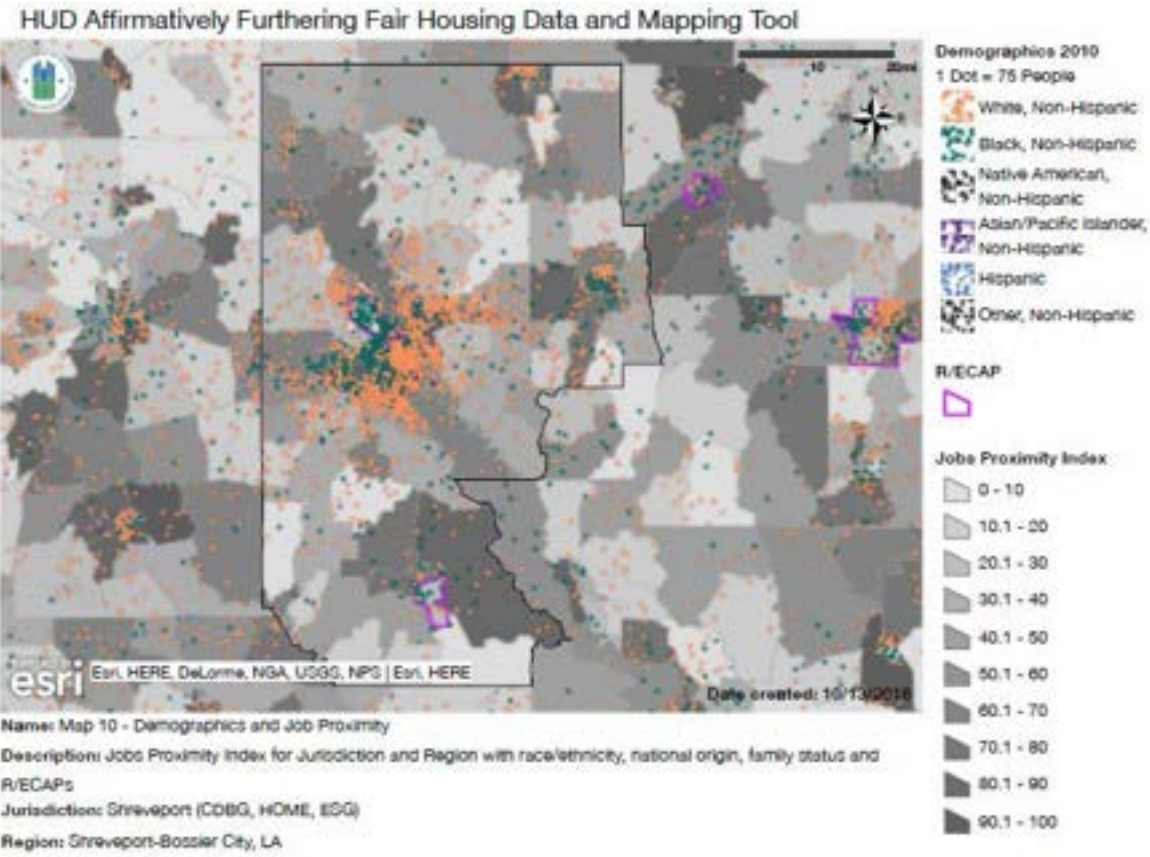 HUD Affirmatively Furthering Fair Housing Data and Mapping Tool
10 20mi
Demographics 2010
1 Dot = 75 People
White, Non-Hispanic
Black, Non-Hispanic
Native American,
Non-Hispanic
Asian/Pacific Islander,
Non-Hispanic
Hispanic
Other, Non-Hispanic
R/ECAP
Jobs Proximity Index
0 - 10
10.1 - 20
20.1 - 30
30.1 - 40
40.1 - 50
50.1 - 60
60.1 - 70
70.1 - 80
80.1 - 90
90.1 - 100
esri
Esri, HERE, DeLorme, NGA, USGS, NPS | Esri, HERE
Date created: 10/13/2016
Name: Map 10 - Demographics and Job Proximity
Description: Jobs Proximity Index for Jurisdiction and Region with race/ethnicity, national origin, family status and
R/ECAPs
Jurisdiction: Shreveport (CDBG, HOME, ESG)
Region: Shreveport-Bossier City, LA